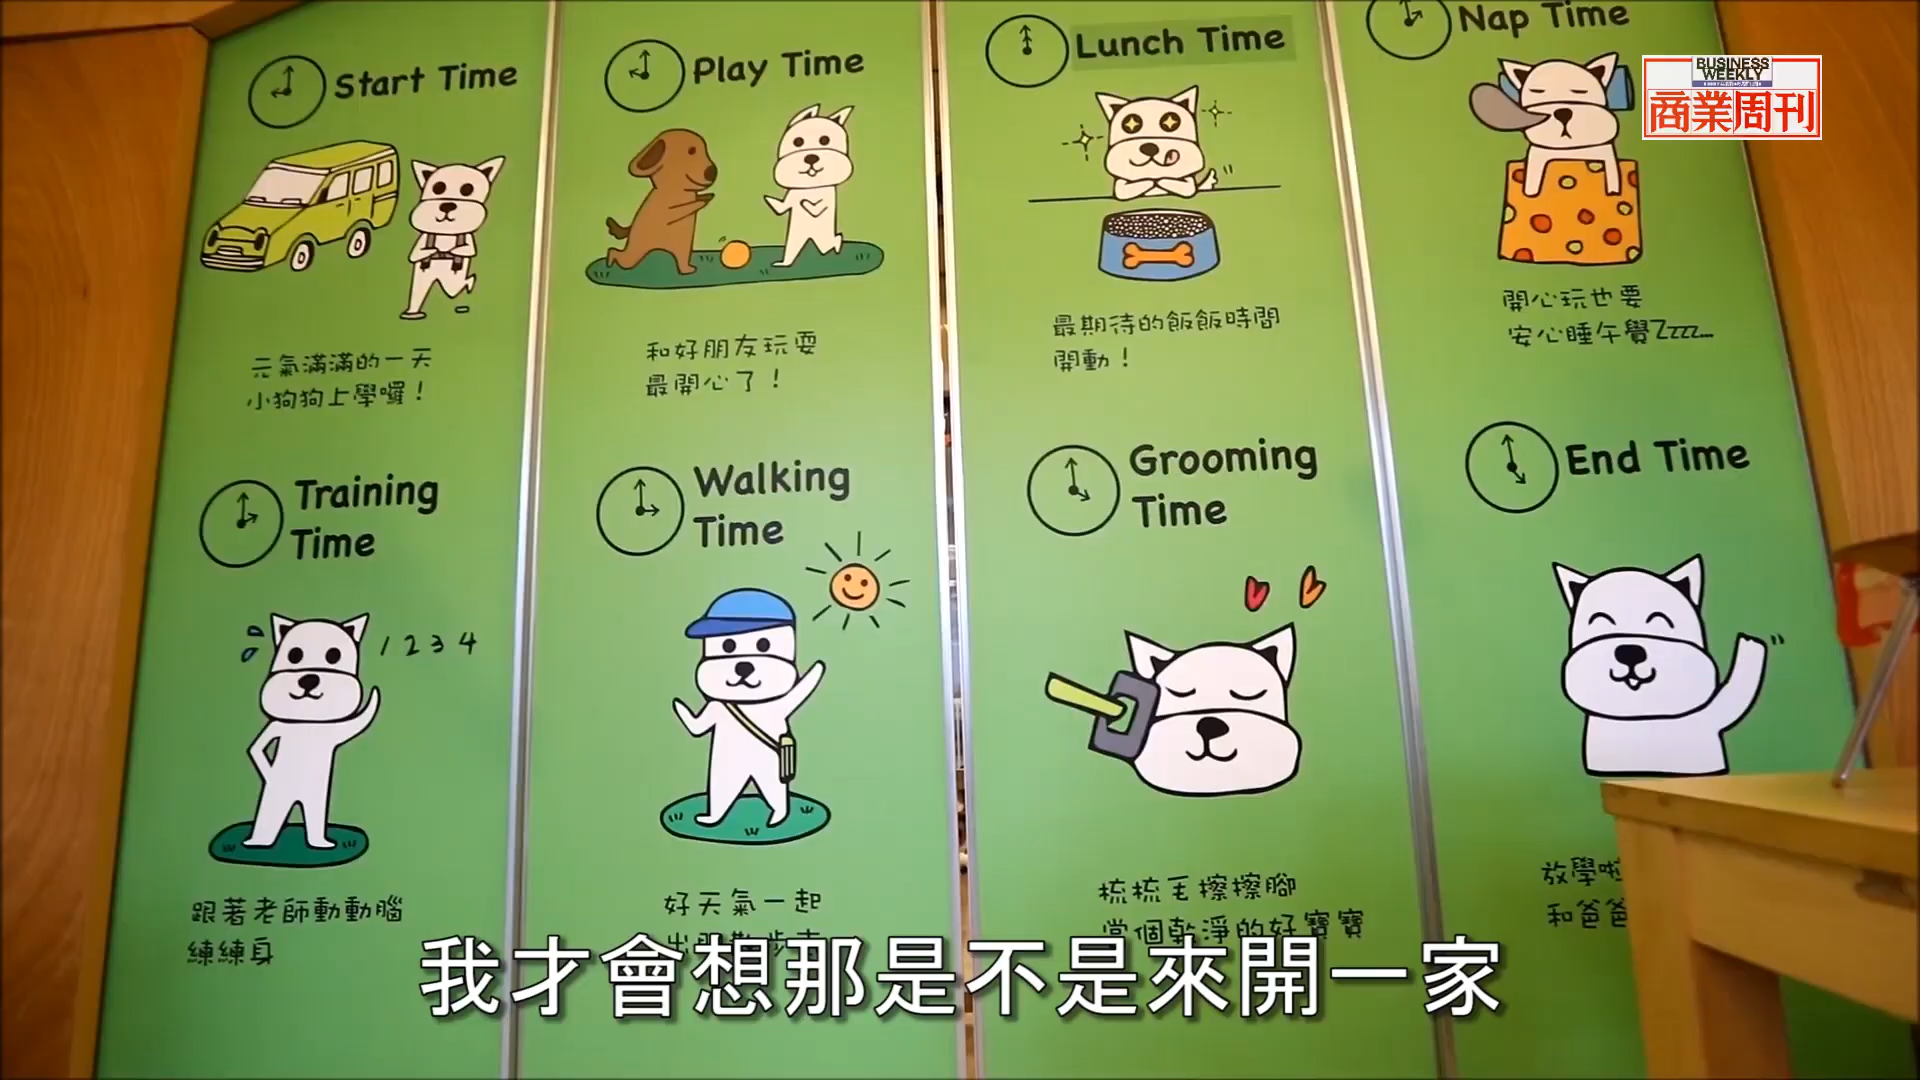 Start Time
Play Time
Lunch Time
Nap Time
BUSINESS
WEEKLY
商業周刊
元氣滿滿的一天
小狗狗上學囉！
和好朋友玩耍
最開心了！
最期待的飯飯時間
開動！
開心玩也要
安心睡午覺Zzzz...
Training
Time
Walking
Time
Grooming
Time
End Time
1 2 3 4
跟著老師動動腦
練練身
好天氣一起
梳梳毛擦擦腳
當個乾淨的好寶寶
放學啦
和爸爸
我才會想那是不是來開一家